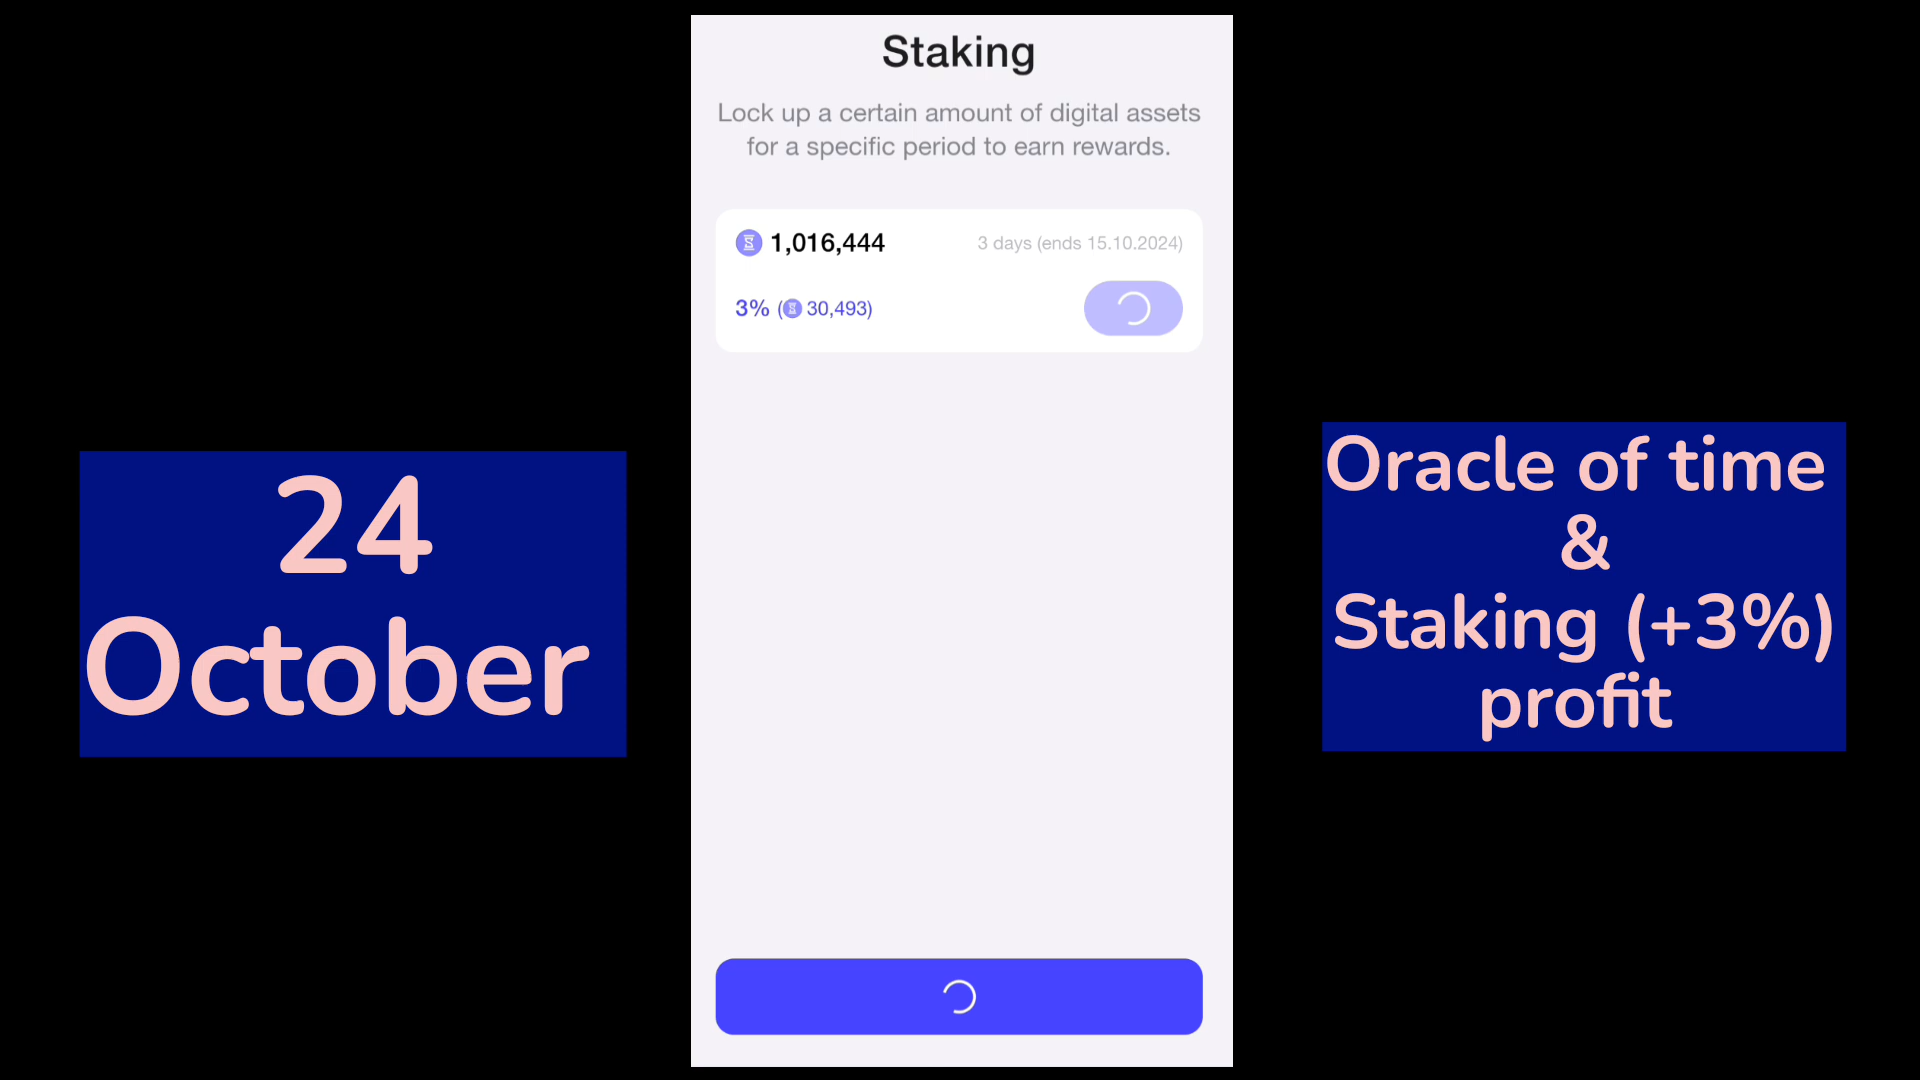 Staking
Lock up a certain amount of digital assets
for a specific period to earn rewards.
1,016,444
3 days (ends 15.10.2024)
3% (30,493)
24
October
Oracle of time
&
Staking (+3%)
profit